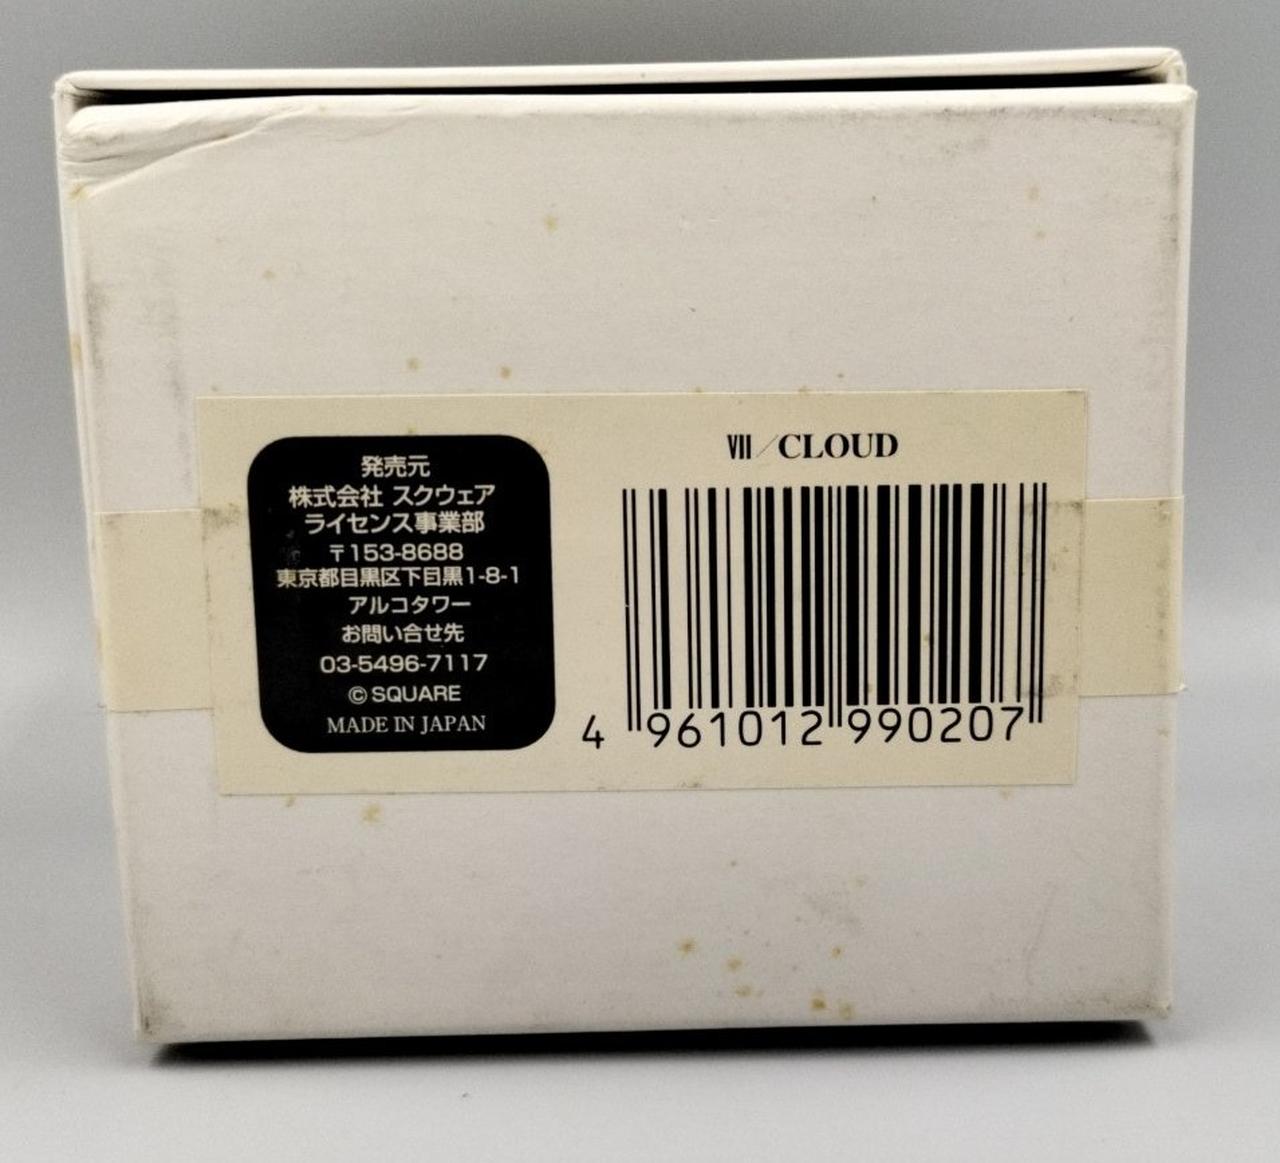 発売元
株式会社 スクウェア
ライセンス事業部
〒153-8688
東京都目黒区下目黒1-8-1
アルコタワー
お問い合せ先
03-5496-7117
© SQUARE
MADE IN JAPAN
VII/CLOUD
4 961012 990207